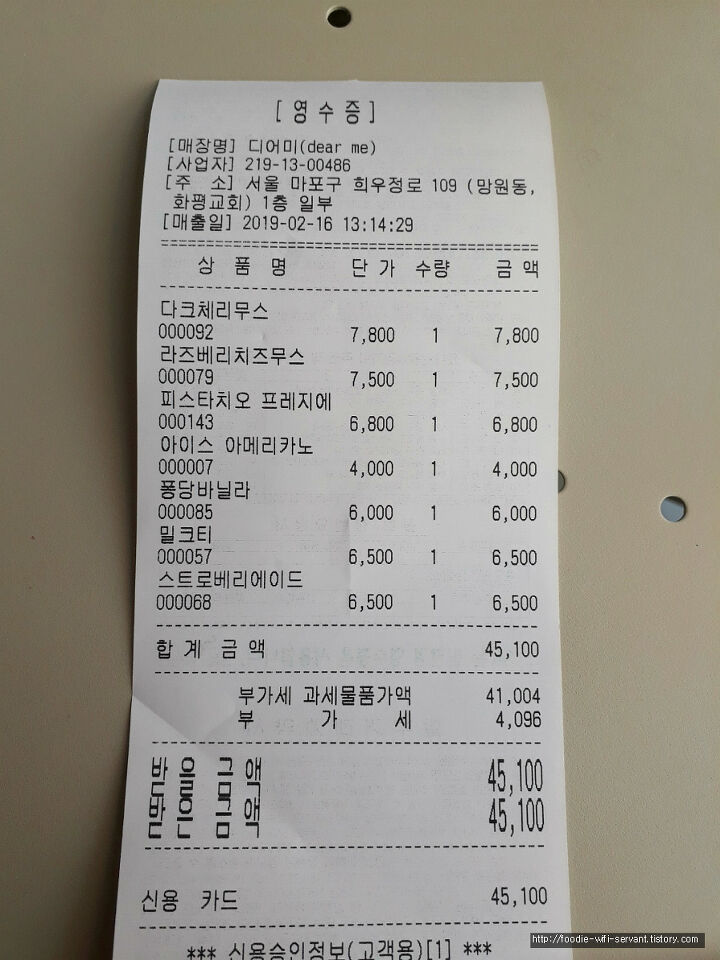 [ 영 수 증 ]
[매장명] 디어미(dear me)
[사업자] 219-13-00486
[주 소] 서울 마포구 희우정로 109 (망원동,
화평교회) 1층 일부
[매출일] 2019-02-16 13:14:29
상 품 명 단 가 수량 금 액
다크체리무스
000092 7,800 1 7,800
라즈베리치즈무스
000079 7,500 1 7,500
피스타치오 프레지에
000143 6,800 1 6,800
아이스 아메리카노
000007 4,000 1 4,000
퐁당바닐라
000085 6,000 1 6,000
밀크티
000057 6,500 1 6,500
스트로베리에이드
000068 6,500 1 6,500
합 계 금 액 45,100
부가세 과세물품가액 41,004
부 가 세 4,096
받 을 금 액 45,100
받 은 금 액 45,100
신용 카드 45,100
*** 신용승인정보(고객용)[1] ***
http://foodie-wifi-servant.tistory.com